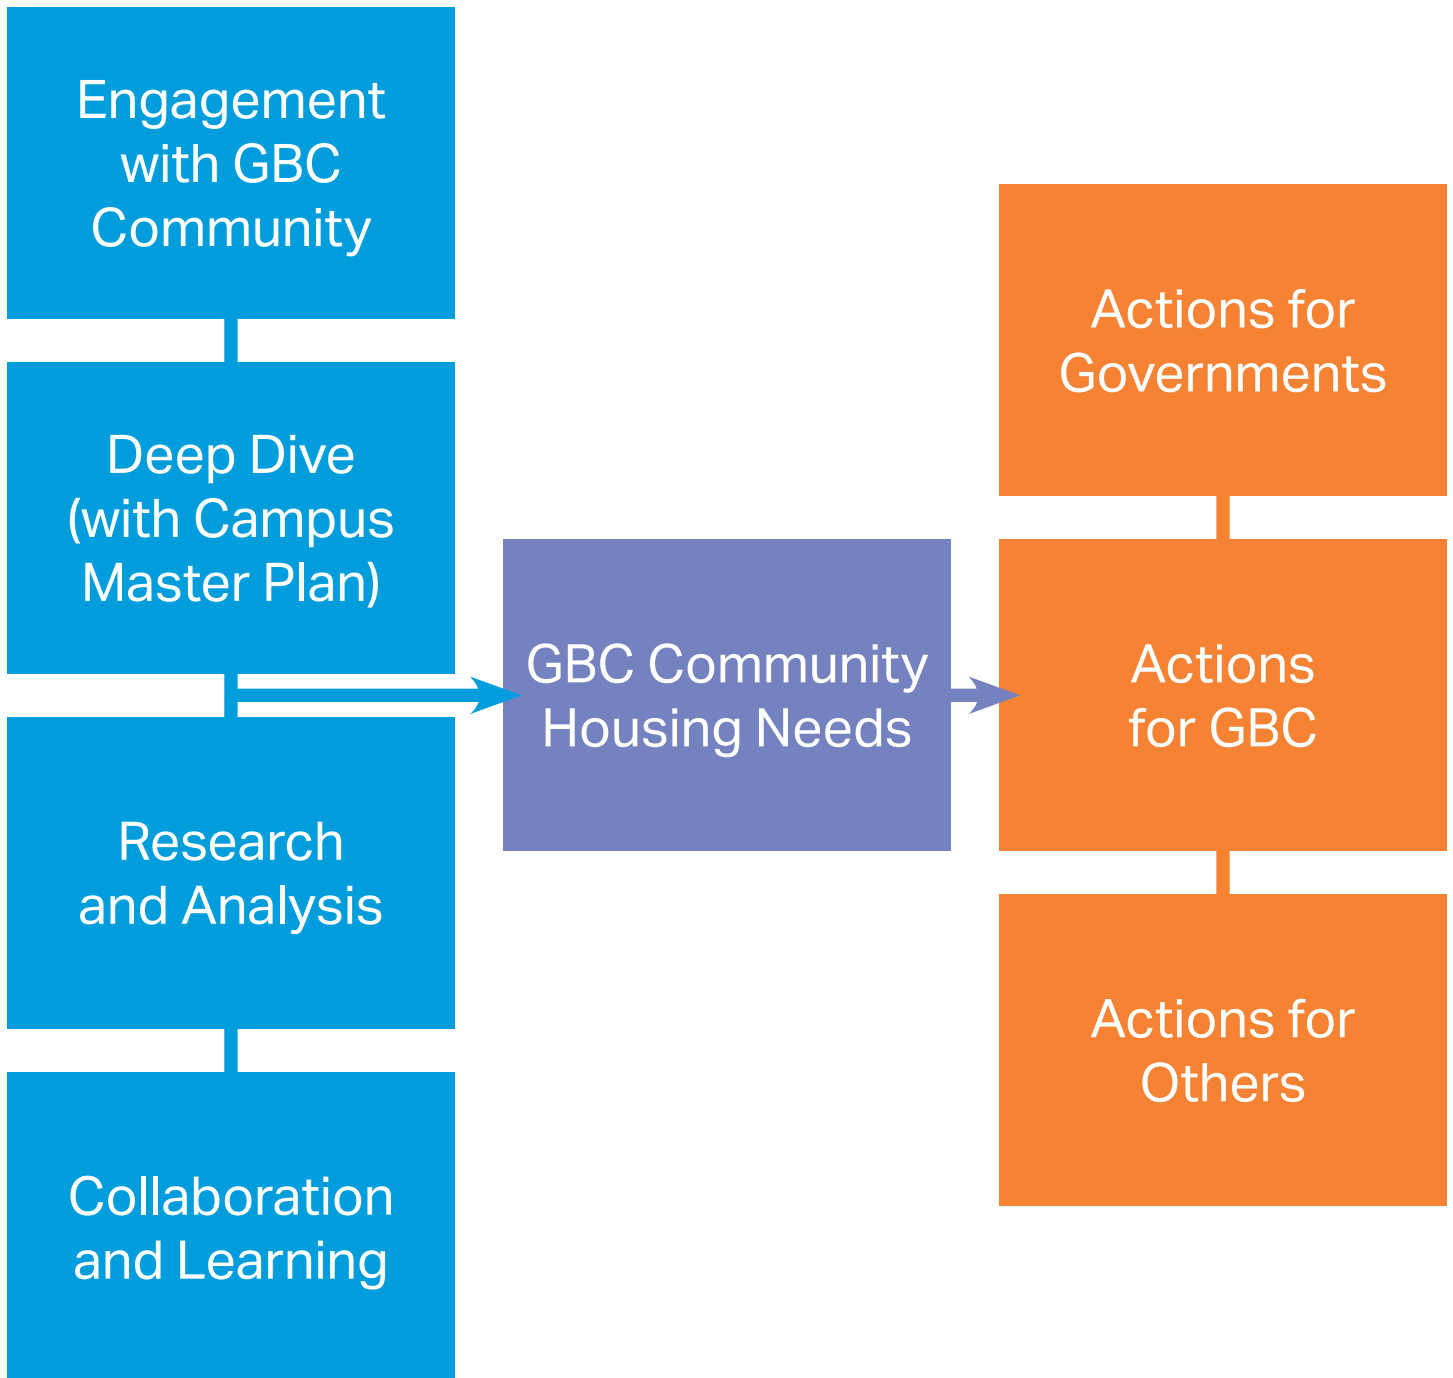 Engagement
with GBC
Community
Deep Dive
(with Campus
Master Plan)
Research
and Analysis
Collaboration
and Learning
GBC Community
Housing Needs
Actions for
Governments
Actions
for GBC
Actions for
Others